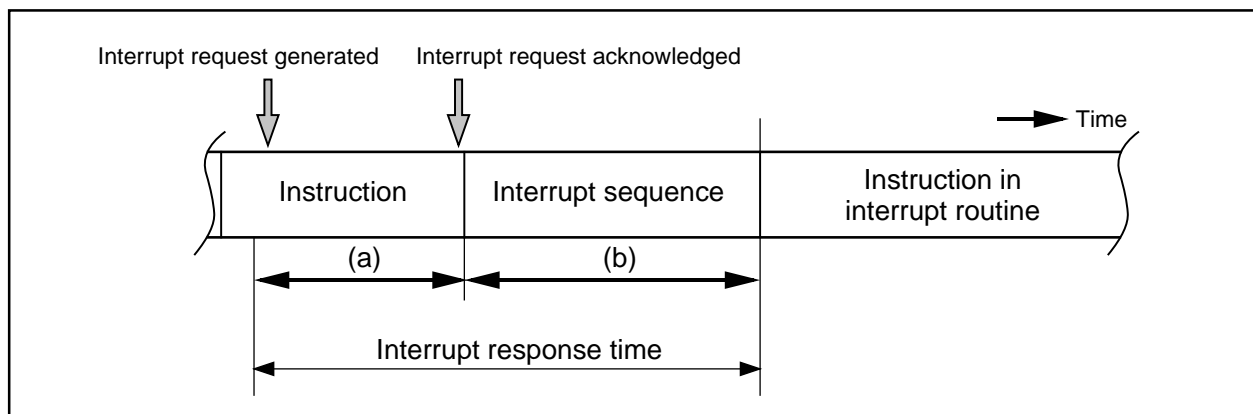 Interrupt request generated
Interrupt request acknowledged
Time
Instruction
Interrupt sequence
Instruction in
interrupt routine
(a)
(b)
Interrupt response time